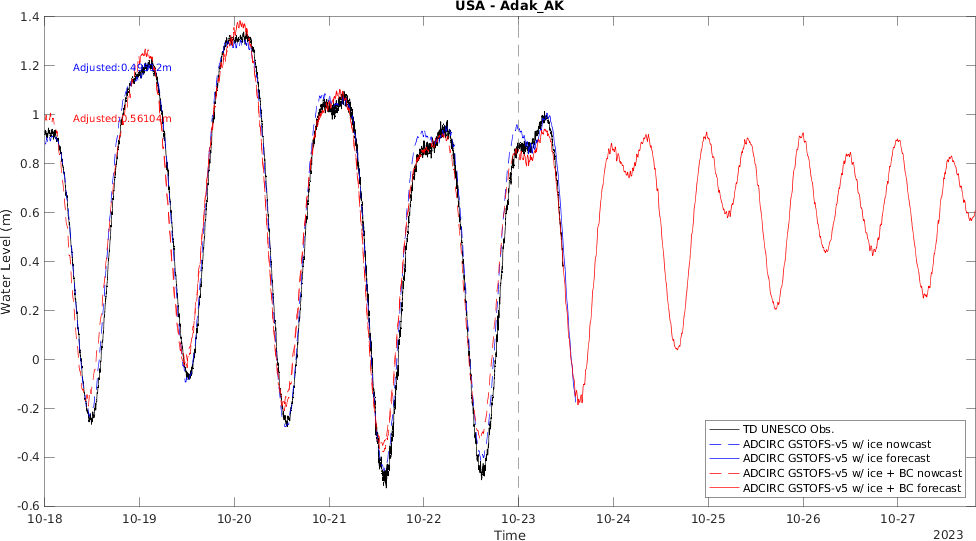 USA - Adak_AK
1.4
1.2
1
0.8
0.6
0.4
0.2
0
-0.2
-0.4
-0.6
Water Level (m)
Adjusted:
Adjusted:0.56104m
TD UNESCO Obs.
ADCIRC GSTOFS-v5 w/ ice nowcast
ADCIRC GSTOFS-v5 w/ ice forecast
ADCIRC GSTOFS-v5 w/ ice + BC nowcast
ADCIRC GSTOFS-v5 w/ ice + BC forecast
10-18 10-19 10-20 10-21 10-22 10-23 10-24 10-25 10-26 10-27
Time
2023